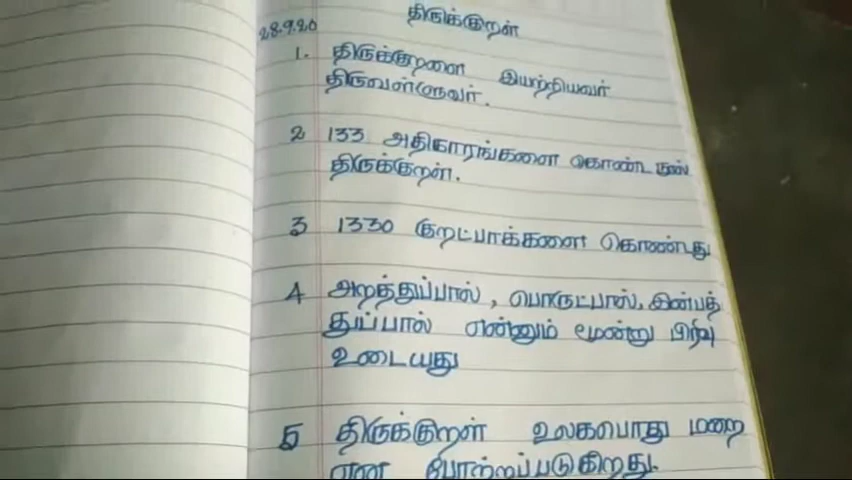 திருக்குறள்
28.9.20
1. திருக்குறளை இயற்றியவர்
திருவள்ளுவர்.
2 133 அதிகாரங்களை கொண்ட நூல்
திருக்குறள்.
3 1330 குறட்பாக்களை கொண்டது
4 அறத்துப்பால், பொருட்பால், இன்பத்
துப்பால் என்னும் மூன்று பிரிவு
உடையது
5 திருக்குறள் உலகபொது மறை
என போற்றப்படுகிறது.